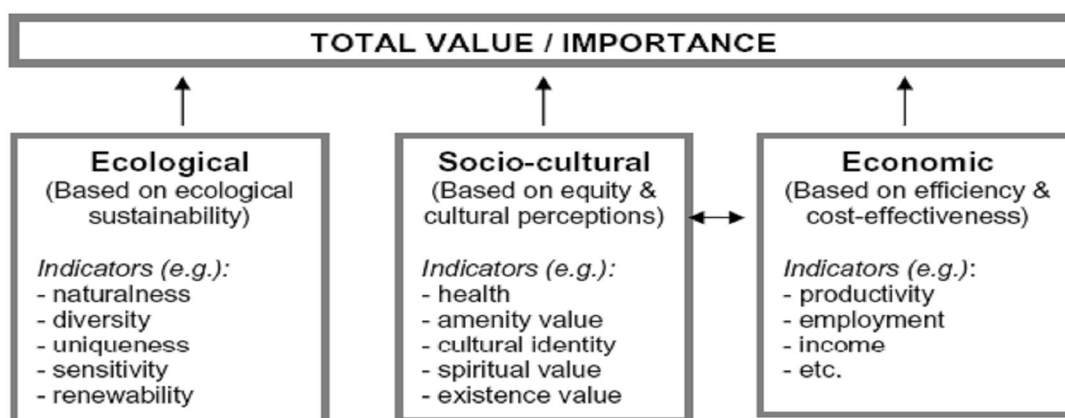 TOTAL VALUE / IMPORTANCE
Ecological
(Based on ecological
sustainability)
Indicators (e.g.):
- naturalness
- diversity
- uniqueness
- sensitivity
- renewability
Socio-cultural
(Based on equity &
cultural perceptions)
Indicators (e.g.):
- health
- amenity value
- cultural identity
- spiritual value
- existence value
Economic
(Based on efficiency &
cost-effectiveness)
Indicators (e.g.):
- productivity
- employment
- income
- etc.